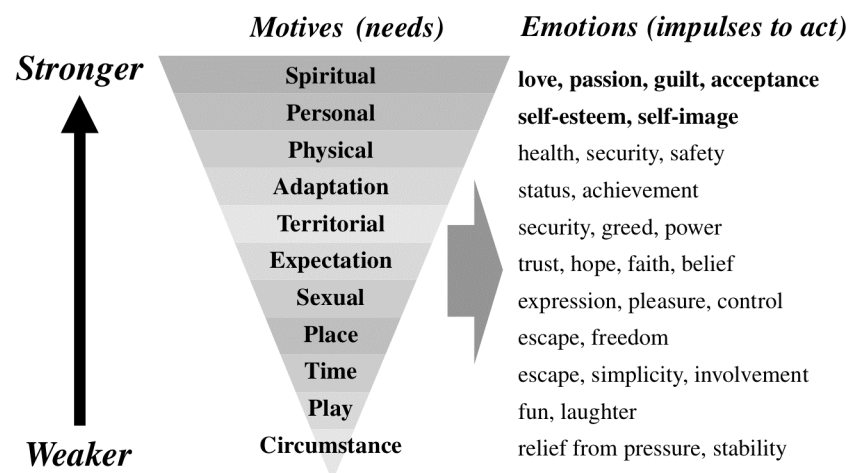 Motives (needs) Emotions (impulses to act)
Stronger
Spiritual love, passion, guilt, acceptance
Personal self-esteem, self-image
Physical health, security, safety
Adaptation status, achievement
Territorial security, greed, power
Expectation trust, hope, faith, belief
Sexual expression, pleasure, control
Place escape, freedom
Time escape, simplicity, involvement
Play fun, laughter
Circumstance relief from pressure, stability
Weaker